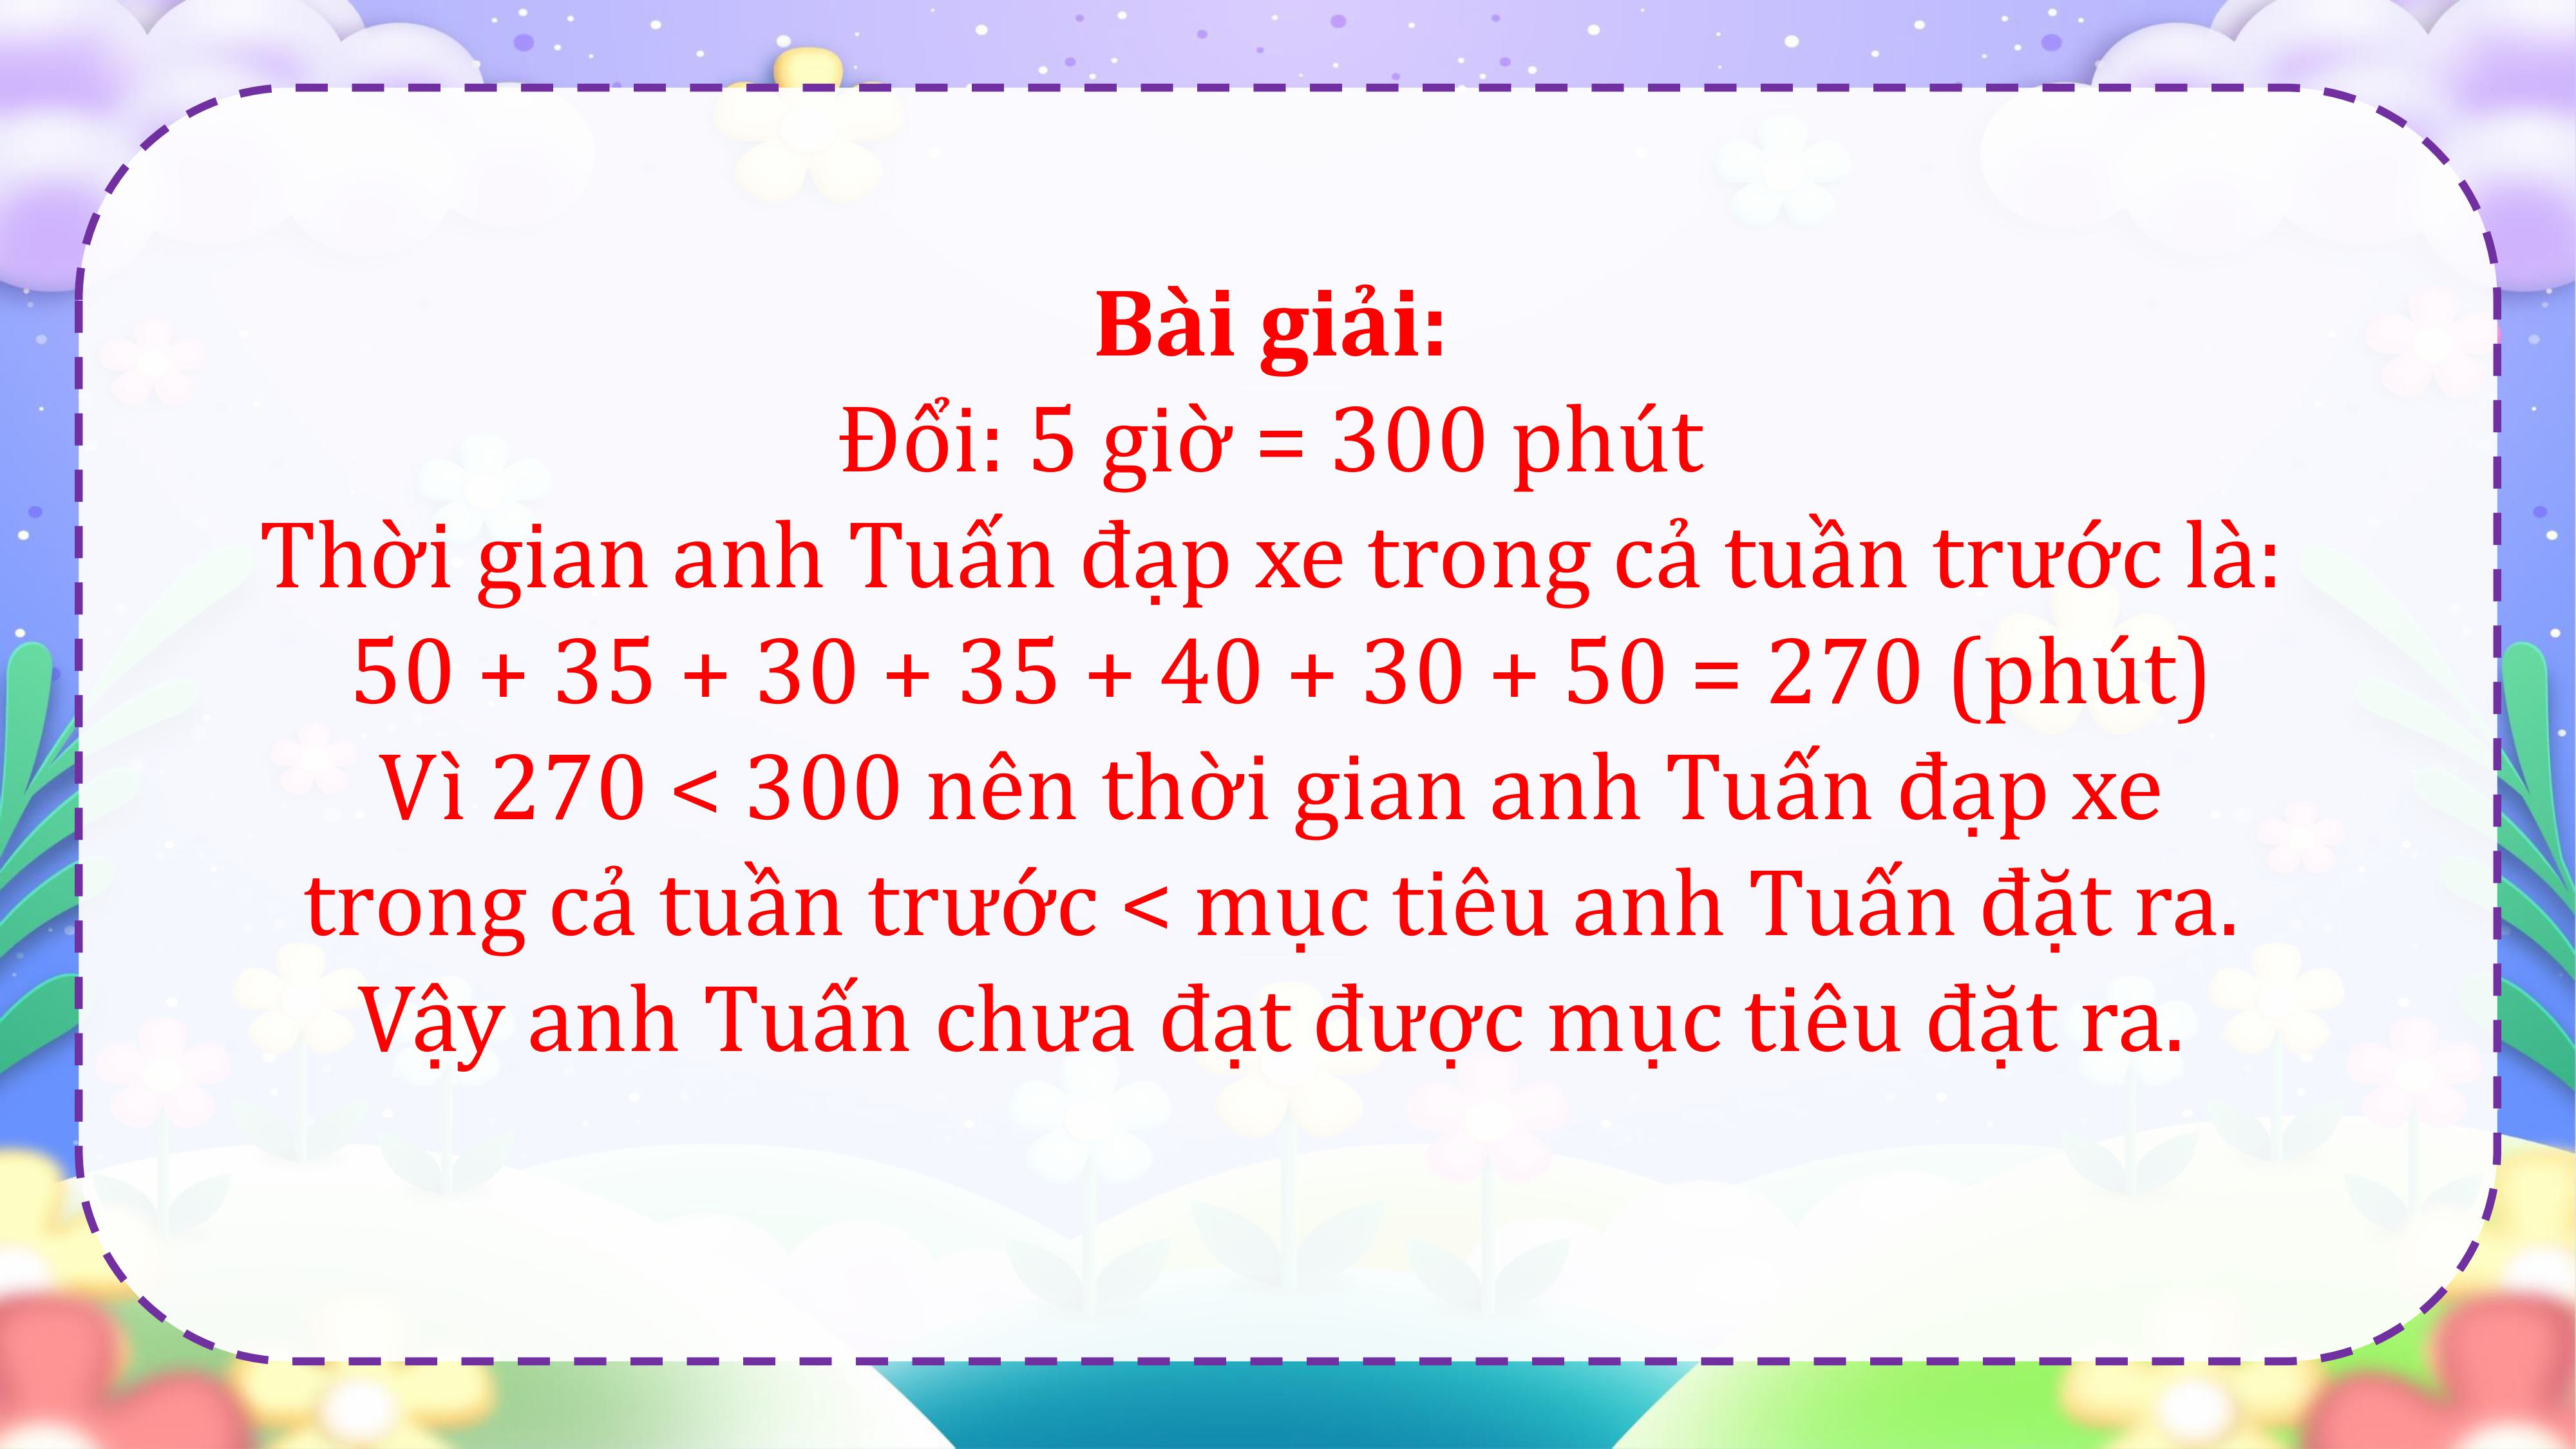 Bài giải:
Đổi: 5 giờ = 300 phút
Thời gian anh Tuấn đạp xe trong cả tuần trước là:
50 + 35 + 30 + 35 + 40 + 30 + 50 = 270 (phút)
Vì 270 < 300 nên thời gian anh Tuấn đạp xe
trong cả tuần trước < mục tiêu anh Tuấn đặt ra.
Vậy anh Tuấn chưa đạt được mục tiêu đặt ra.